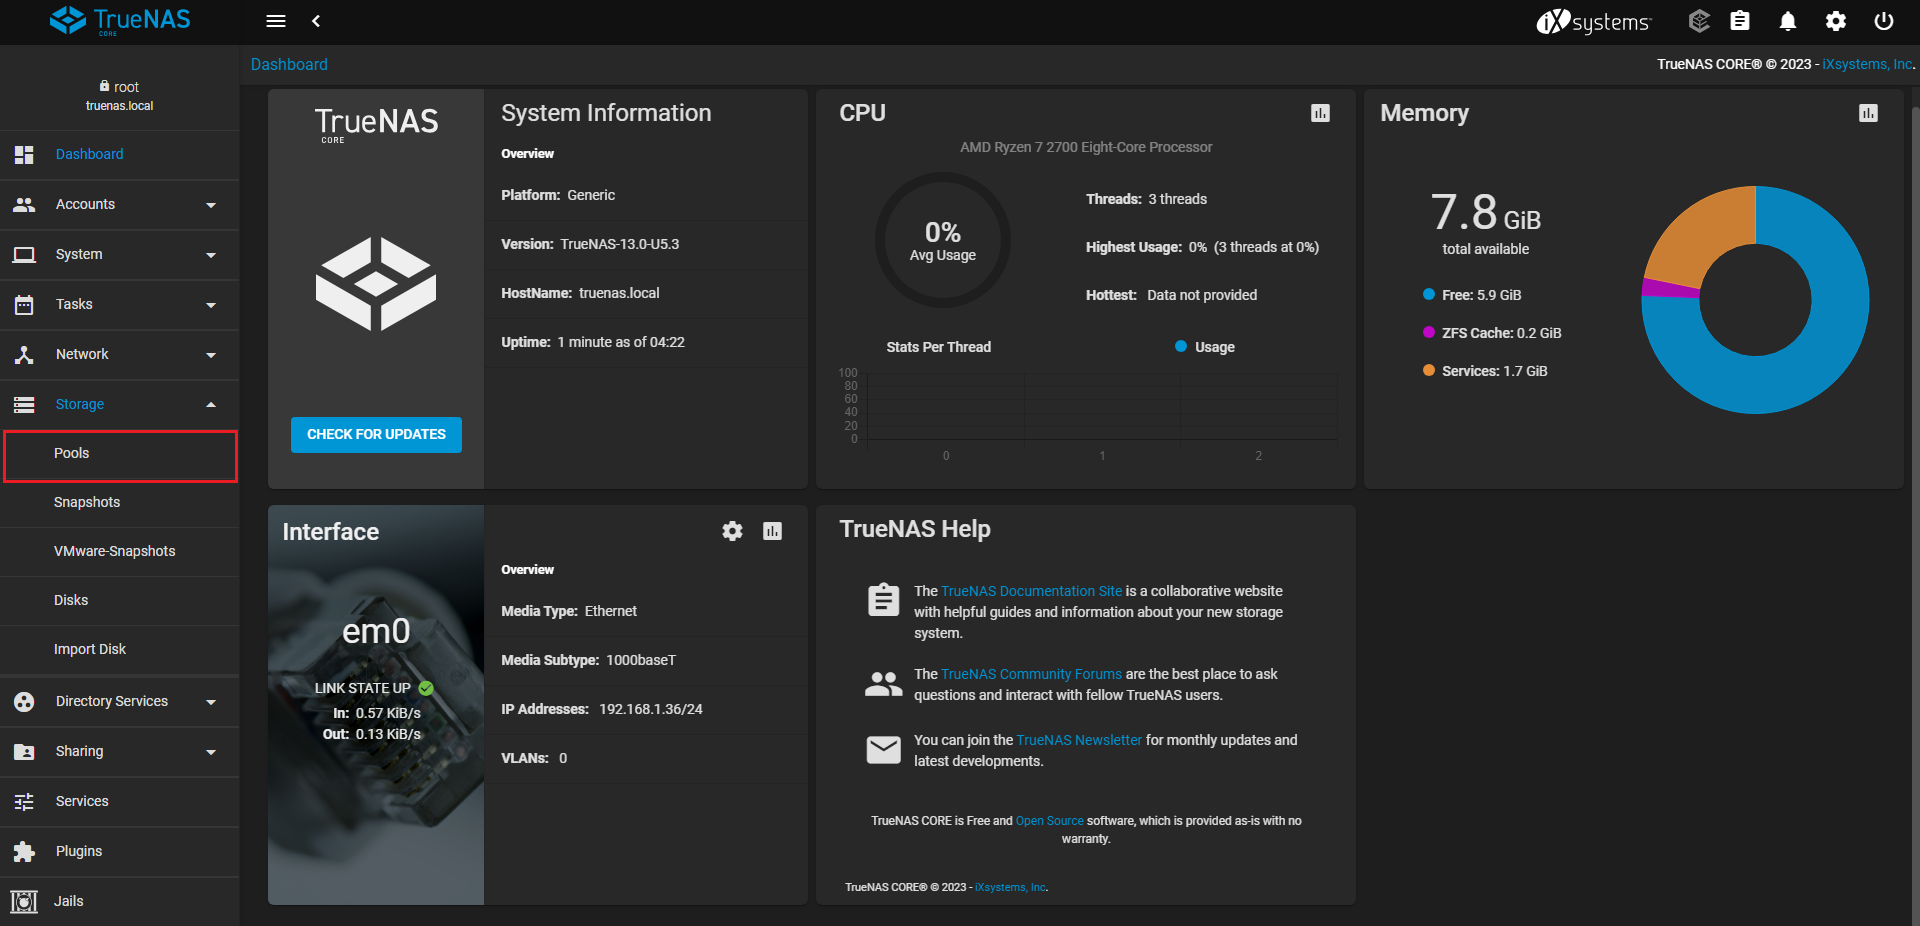 TrueNAS
CORE
iXsystems
Dashboard
TrueNAS CORE® © 2023 - iXsystems, Inc.
root
truenas.local
Dashboard
Accounts
System
Tasks
Network
Storage
Pools
Snapshots
VMware-Snapshots
Disks
Import Disk
Directory Services
Sharing
Services
Plugins
Jails
TrueNAS
CORE
CHECK FOR UPDATES
System Information
Overview
Platform: Generic
Version: TrueNAS-13.0-U5.3
HostName: truenas.local
Uptime: 1 minute as of 04:22
CPU
AMD Ryzen 7 2700 Eight-Core Processor
0%
Avg Usage
Threads: 3 threads
Highest Usage: 0% (3 threads at 0%)
Hottest: Data not provided
Stats Per Thread
Usage
100
80
60
40
20
0
0 1 2
Memory
7.8 GiB
total available
Free: 5.9 GiB
ZFS Cache: 0.2 GiB
Services: 1.7 GiB
Interface
em0
LINK STATE UP
In: 0.57 KiB/s
Out: 0.13 KiB/s
Overview
Media Type: Ethernet
Media Subtype: 1000baseT
IP Addresses: 192.168.1.36/24
VLANs: 0
TrueNAS Help
The TrueNAS Documentation Site is a collaborative website
with helpful guides and information about your new storage
system.
The TrueNAS Community Forums are the best place to ask
questions and interact with fellow TrueNAS users.
You can join the TrueNAS Newsletter for monthly updates and
latest developments.
TrueNAS CORE is Free and Open Source software, which is provided as-is with no
warranty.
TrueNAS CORE® © 2023 - iXsystems, Inc.